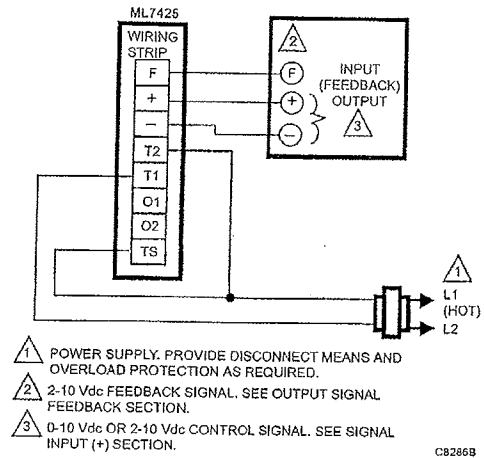 ML7425
WIRING
STRIP
F
+
−
T2
T1
O1
O2
TS
2
F
+
−
INPUT
(FEEDBACK)
OUTPUT
3
1
L1
(HOT)
L2
1 POWER SUPPLY. PROVIDE DISCONNECT MEANS AND
OVERLOAD PROTECTION AS REQUIRED.
2 2-10 Vdc FEEDBACK SIGNAL. SEE OUTPUT SIGNAL
FEEDBACK SECTION.
3 0-10 Vdc OR 2-10 Vdc CONTROL SIGNAL. SEE SIGNAL
INPUT (+) SECTION.
C8286B